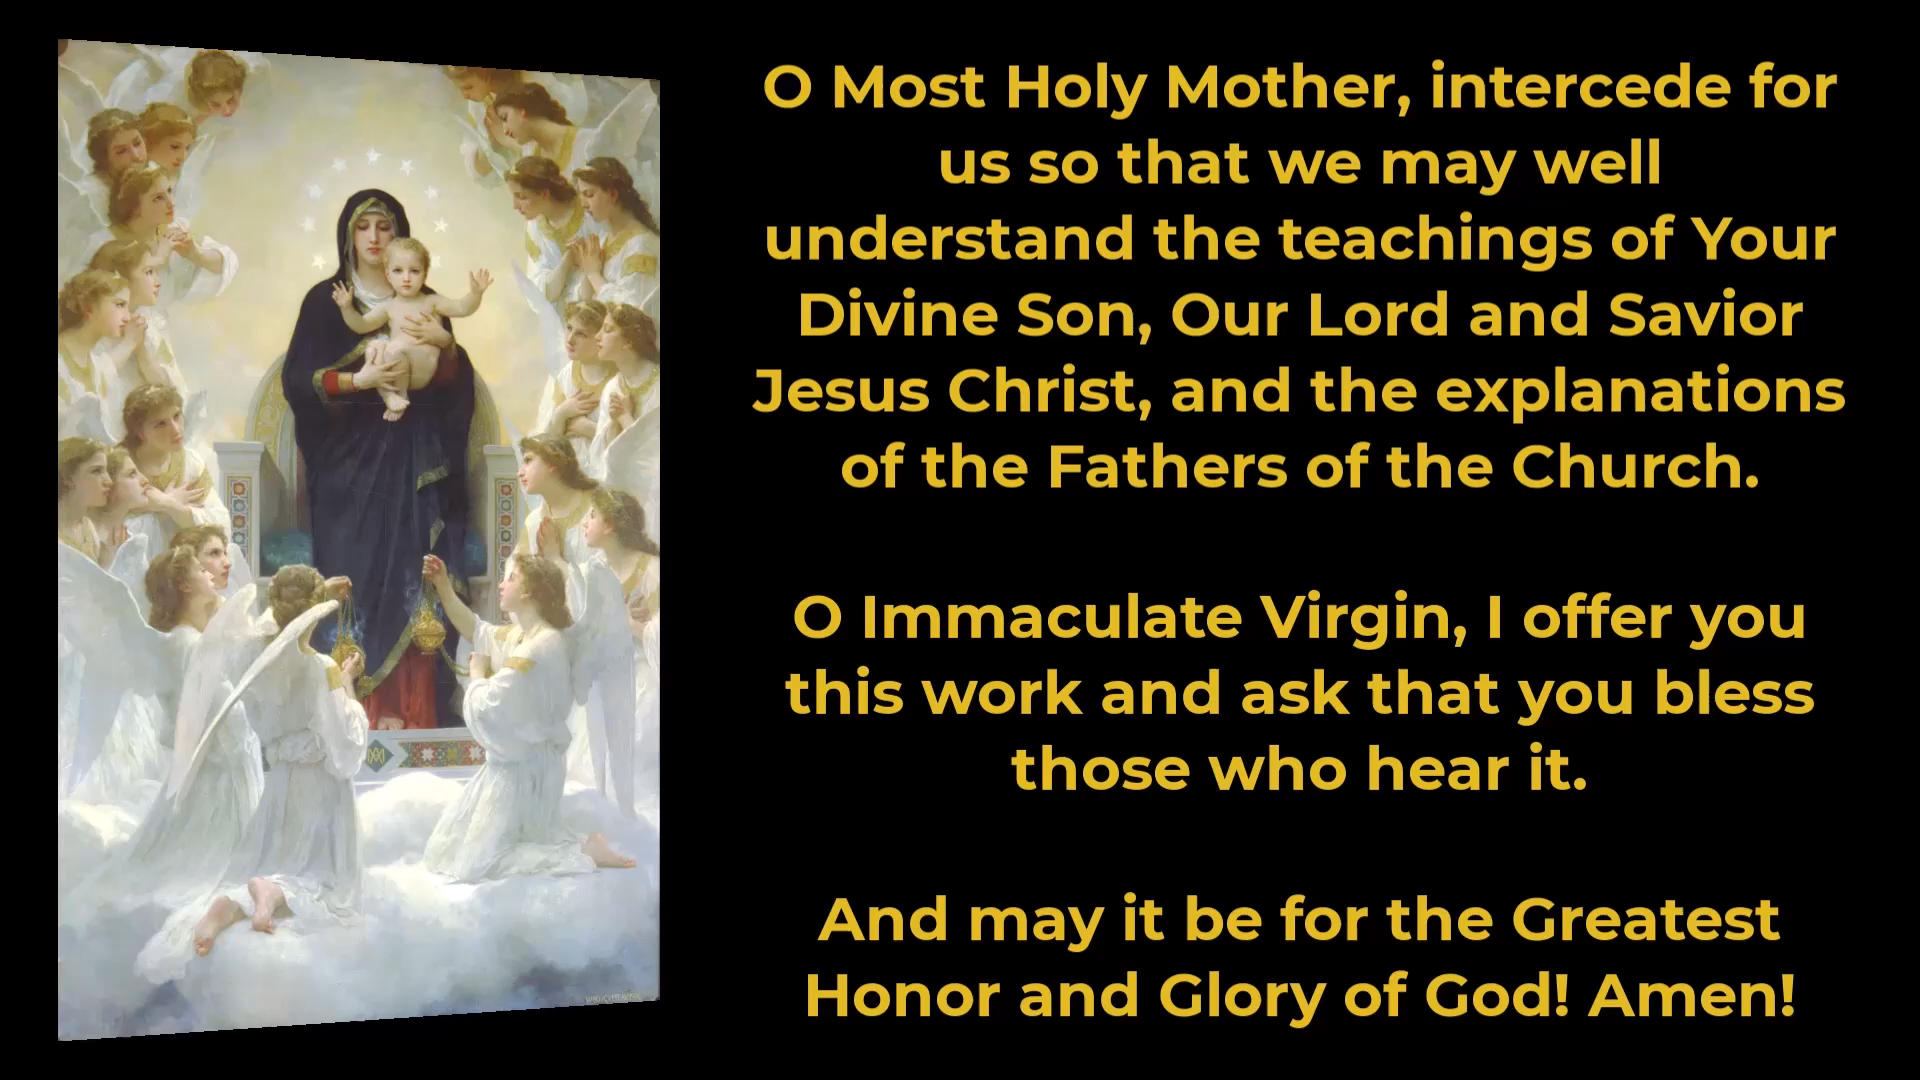 O Most Holy Mother, intercede for
us so that we may well
understand the teachings of Your
Divine Son, Our Lord and Savior
Jesus Christ, and the explanations
of the Fathers of the Church.
O Immaculate Virgin, I offer you
this work and ask that you bless
those who hear it.
And may it be for the Greatest
Honor and Glory of God! Amen!